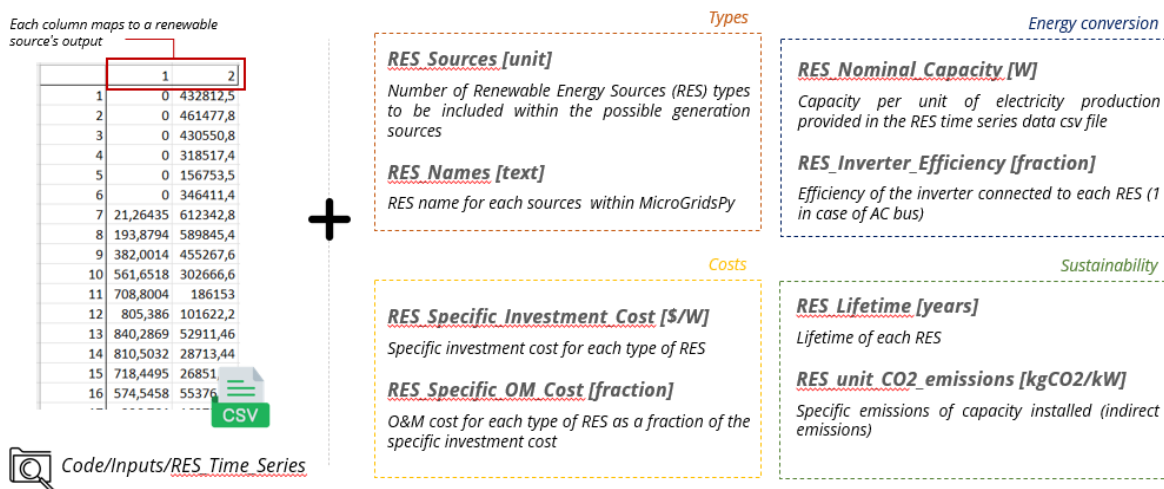 Each column maps to a renewable
source's output
1 2
1 0 432812,5
2 0 461477,8
3 0 430550,8
4 0 318517,4
5 0 156753,5
6 0 346411,4
7 21,26435 612342,8
8 193,8794 589845,4
9 382,0014 455267,6
10 561,6518 302666,6
11 708,8004 186153
12 805,386 101622,2
13 840,2869 52911,46
14 810,5032 28713,44
15 718,4495 26851,
16 574,5458 55376
CSV
Code/Inputs/RES_Time_Series
Types
RES_Sources [unit]
Number of Renewable Energy Sources (RES) types
to be included within the possible generation
sources
RES_Names [text]
RES name for each sources within MicroGridsPy
Energy conversion
RES_Nominal_Capacity [W]
Capacity per unit of electricity production
provided in the RES time series data csv file
RES_Inverter_Efficiency [fraction]
Efficiency of the inverter connected to each RES (1
in case of AC bus)
Costs
RES_Specific_Investment_Cost [$/W]
Specific investment cost for each type of RES
RES_Specific_OM_Cost [fraction]
O&M cost for each type of RES as a fraction of the
specific investment cost
Sustainability
RES_Lifetime [years]
Lifetime of each RES
RES_unit_CO2_emissions [kgCO2/kW]
Specific emissions of capacity installed (indirect
emissions)